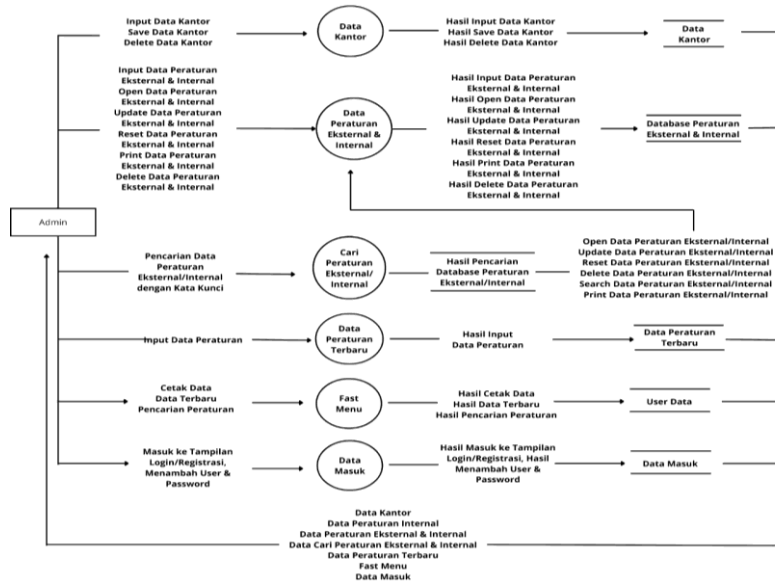 Input Data Kantor
Save Data Kantor
Delete Data Kantor
Data
Kantor
Hasil Input Data Kantor
Hasil Save Data Kantor
Hasil Delete Data Kantor
Data
Kantor
Input Data Peraturan
Eksternal & Internal
Open Data Peraturan
Eksternal & Internal
Update Data Peraturan
Eksternal & Internal
Reset Data Peraturan
Eksternal & Internal
Print Data Peraturan
Eksternal & Internal
Delete Data Peraturan
Eksternal & Internal
Data
Peraturan
Eksternal &
Internal
Hasil Input Data Peraturan
Eksternal & Internal
Hasil Open Data Peraturan
Eksternal & Internal
Hasil Update Data Peraturan
Eksternal & Internal
Hasil Reset Data Peraturan
Eksternal & Internal
Hasil Print Data Peraturan
Eksternal & Internal
Hasil Delete Data Peraturan
Eksternal & Internal
Database Peraturan
Eksternal & Internal
Admin
Pencarian Data
Peraturan
Eksternal/Internal
dengan Kata Kunci
Cari
Peraturan
Eksternal/
Internal
Hasil Pencarian
Database Peraturan
Eksternal/Internal
Open Data Peraturan Eksternal/Internal
Update Data Peraturan Eksternal/Internal
Reset Data Peraturan Eksternal/Internal
Delete Data Peraturan Eksternal/Internal
Search Data Peraturan Eksternal/Internal
Print Data Peraturan Eksternal/Internal
Input Data Peraturan
Data
Peraturan
Terbaru
Hasil Input
Data Peraturan
Data Peraturan
Terbaru
Cetak Data
Data Terbaru
Pencarian Peraturan
Fast
Menu
Hasil Cetak Data
Hasil Data Terbaru
Hasil Pencarian Peraturan
User Data
Masuk ke Tampilan
Login/Registrasi,
Menambah User &
Password
Data
Masuk
Hasil Masuk ke Tampilan
Login/Registrasi, Hasil
Menambah User &
Password
Data Masuk
Data Kantor
Data Peraturan Internal
Data Peraturan Eksternal & Internal
Data Cari Peraturan Eksternal & Internal
Data Peraturan Terbaru
Fast Menu
Data Masuk